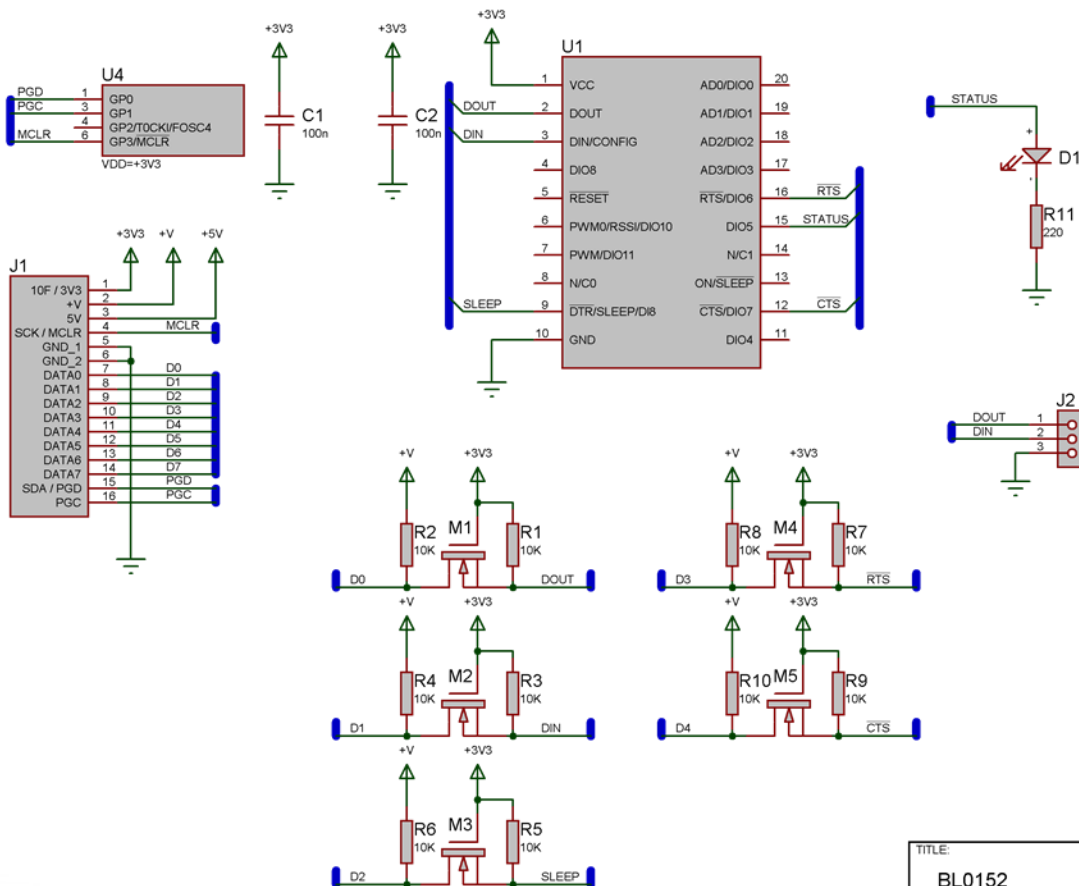 +3V3
+3V3
+3V3
U4
PGD 1 GP0
PGC 3 GP1
4 GP2/T0CKI/FOSC4
MCLR 6 GP3/MCLR
VDD=+3V3
C1
100n
C2
100n
U1
1 VCC
DOUT 2 DOUT
DIN 3 DIN/CONFIG
4 DIO8
5 RESET
6 PWM0/RSSI/DIO10
7 PWM/DIO11
8 N/C0
SLEEP 9 DTR/SLEEP/DI8
10 GND
AD0/DIO0 20
AD1/DIO1 19
AD2/DIO2 18
AD3/DIO3 17
RTS/DIO6 16 RTS
DIO5 15 STATUS
N/C1 14
ON/SLEEP 13
CTS/DIO7 12 CTS
DIO4 11
STATUS
+
-
D1
R11
220
J1
+3V3 +V +5V
10F / 3V3 1
+V 2
5V 3
SCK / MCLR 4 MCLR
GND_1 5
GND_2 6
DATA0 7 D0
DATA1 8 D1
DATA2 9 D2
DATA3 10 D3
DATA4 11 D4
DATA5 12 D5
DATA6 13 D6
DATA7 14 D7
SDA / PGD 15 PGD
PGC 16 PGC
J2
DOUT 1
DIN 2
3
+V +3V3
R2 M1 R1
10K 10K
D0 DOUT
+V +3V3
R8 M4 R7
10K 10K
D3 RTS
+V +3V3
R4 M2 R3
10K 10K
D1 DIN
+V +3V3
R10 M5 R9
10K 10K
D4 CTS
+V +3V3
R6 M3 R5
10K 10K
D2 SLEEP
TITLE:
BL0152